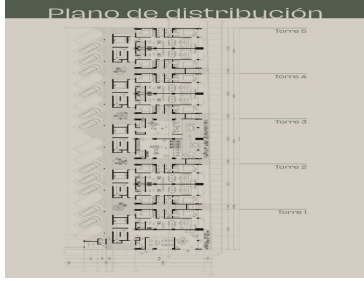 Plano de distribución
Torre 5
Torre 4
Torre 3
Torre 2
Torre 1